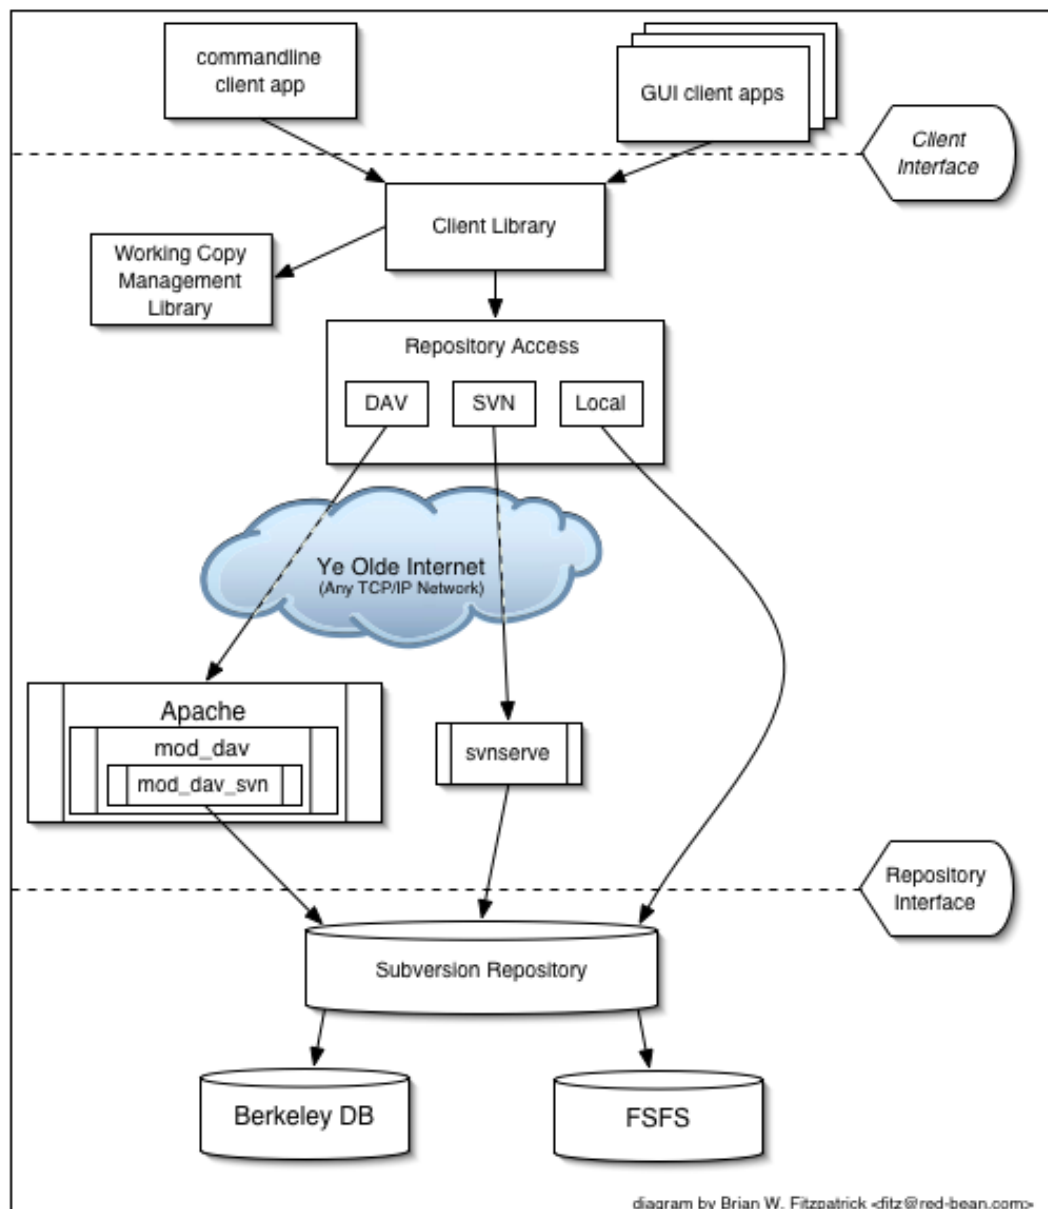 commandline
client app
GUI client apps
Client
Interface
Client Library
Working Copy
Management
Library
Repository Access
DAV
SVN
Local
Ye Olde Internet
(Any TCP/IP Network)
Apache
mod_dav
mod_dav_svn
svnserve
Repository
Interface
Subversion Repository
Berkeley DB
FSFS
diagram by Brian W. Fitzpatrick <fitz@red-bean.com>